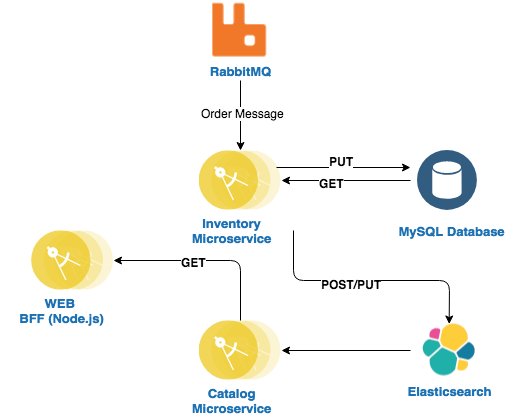 RabbitMQ
Order Message
PUT
GET
Inventory
Microservice
MySQL Database
GET
WEB
BFF (Node.js)
POST/PUT
Elasticsearch
Catalog
Microservice